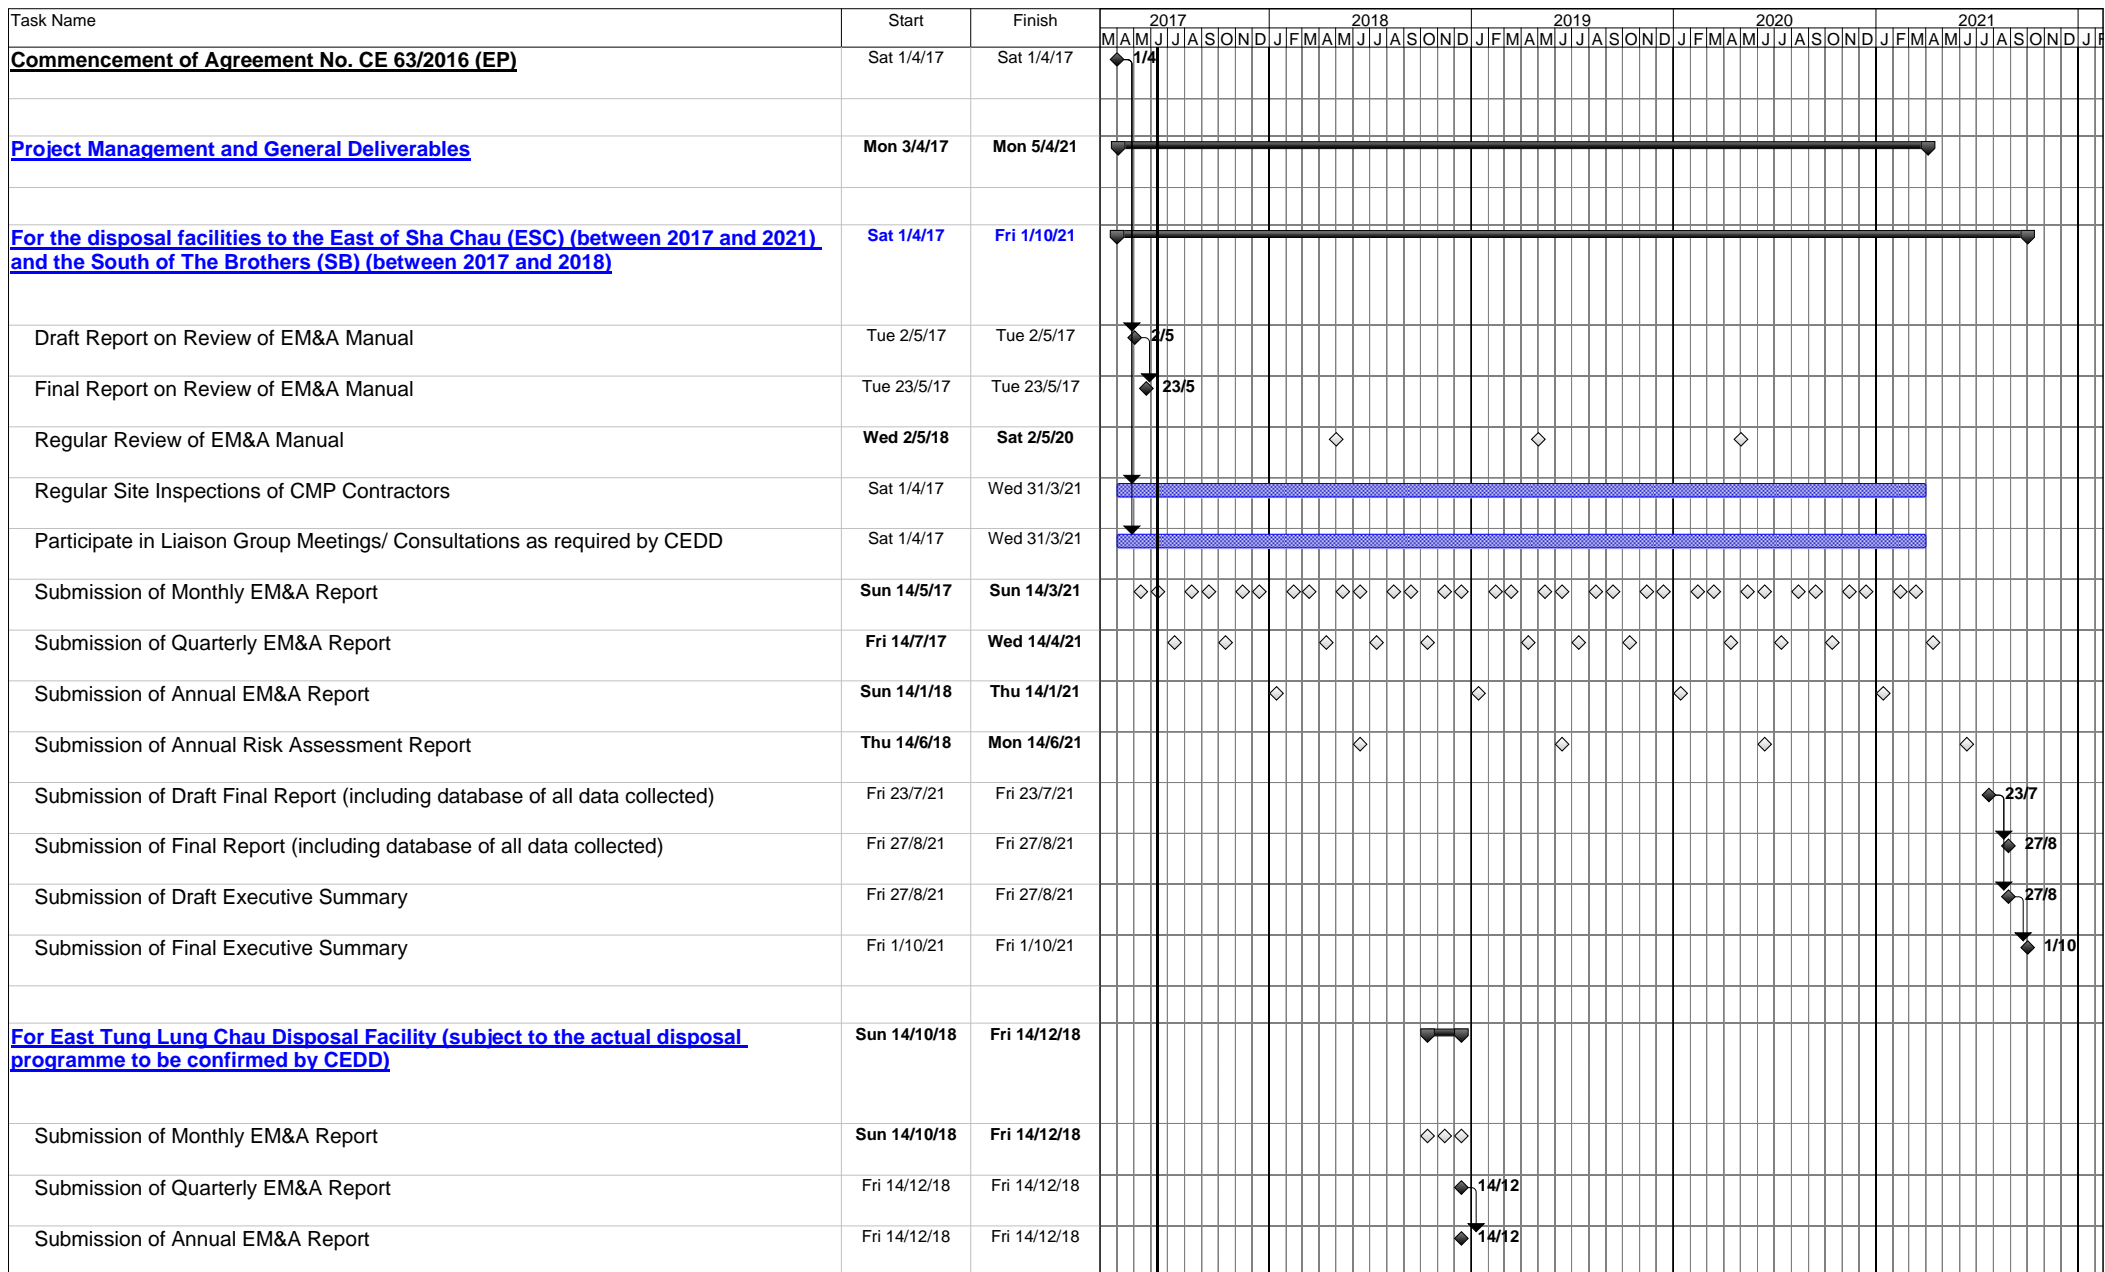 Task Name Start Finish 2017 2018 2019 2020 2021
M A M J J A S O N D J F M A M J J A S O N D J F M A M J J A S O N D J F M A M J J A S O N D J F M A M J J A S O N D J F
Commencement of Agreement No. CE 63/2016 (EP) Sat 1/4/17 Sat 1/4/17 1/4
Project Management and General Deliverables Mon 3/4/17 Mon 5/4/21
For the disposal facilities to the East of Sha Chau (ESC) (between 2017 and 2021) Sat 1/4/17 Fri 1/10/21
and the South of The Brothers (SB) (between 2017 and 2018)
Draft Report on Review of EM&A Manual Tue 2/5/17 Tue 2/5/17 2/5
Final Report on Review of EM&A Manual Tue 23/5/17 Tue 23/5/17 23/5
Regular Review of EM&A Manual Wed 2/5/18 Sat 2/5/20
Regular Site Inspections of CMP Contractors Sat 1/4/17 Wed 31/3/21
Participate in Liaison Group Meetings/ Consultations as required by CEDD Sat 1/4/17 Wed 31/3/21
Submission of Monthly EM&A Report Sun 14/5/17 Sun 14/3/21
Submission of Quarterly EM&A Report Fri 14/7/17 Wed 14/4/21
Submission of Annual EM&A Report Sun 14/1/18 Thu 14/1/21
Submission of Annual Risk Assessment Report Thu 14/6/18 Mon 14/6/21
Submission of Draft Final Report (including database of all data collected) Fri 23/7/21 Fri 23/7/21 23/7
Submission of Final Report (including database of all data collected) Fri 27/8/21 Fri 27/8/21 27/8
Submission of Draft Executive Summary Fri 27/8/21 Fri 27/8/21 27/8
Submission of Final Executive Summary Fri 1/10/21 Fri 1/10/21 1/10
For East Tung Lung Chau Disposal Facility (subject to the actual disposal Sun 14/10/18 Fri 14/12/18
programme to be confirmed by CEDD)
Submission of Monthly EM&A Report Sun 14/10/18 Fri 14/12/18
Submission of Quarterly EM&A Report Fri 14/12/18 Fri 14/12/18 14/12
Submission of Annual EM&A Report Fri 14/12/18 Fri 14/12/18 14/12